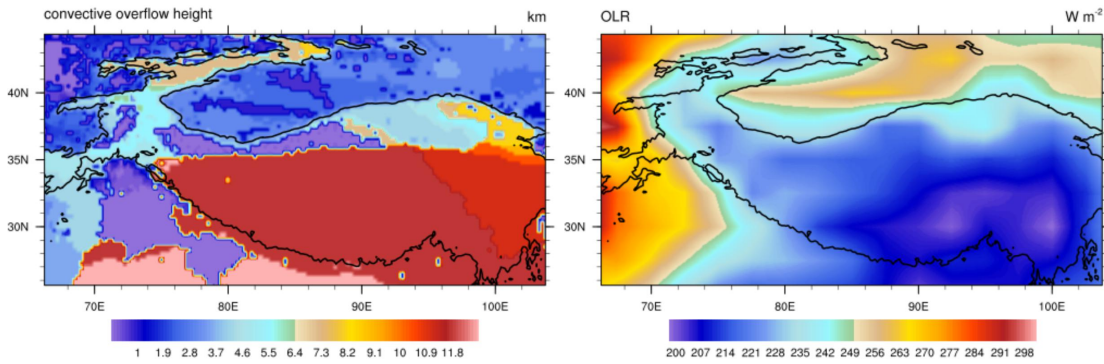 convective overflow height km
OLR W m-2
40N
35N
30N
70E 80E 90E 100E
1 1.9 2.8 3.7 4.6 5.5 6.4 7.3 8.2 9.1 10 10.9 11.8
40N
35N
30N
70E 80E 90E 100E
200 207 214 221 228 235 242 249 256 263 270 277 284 291 298